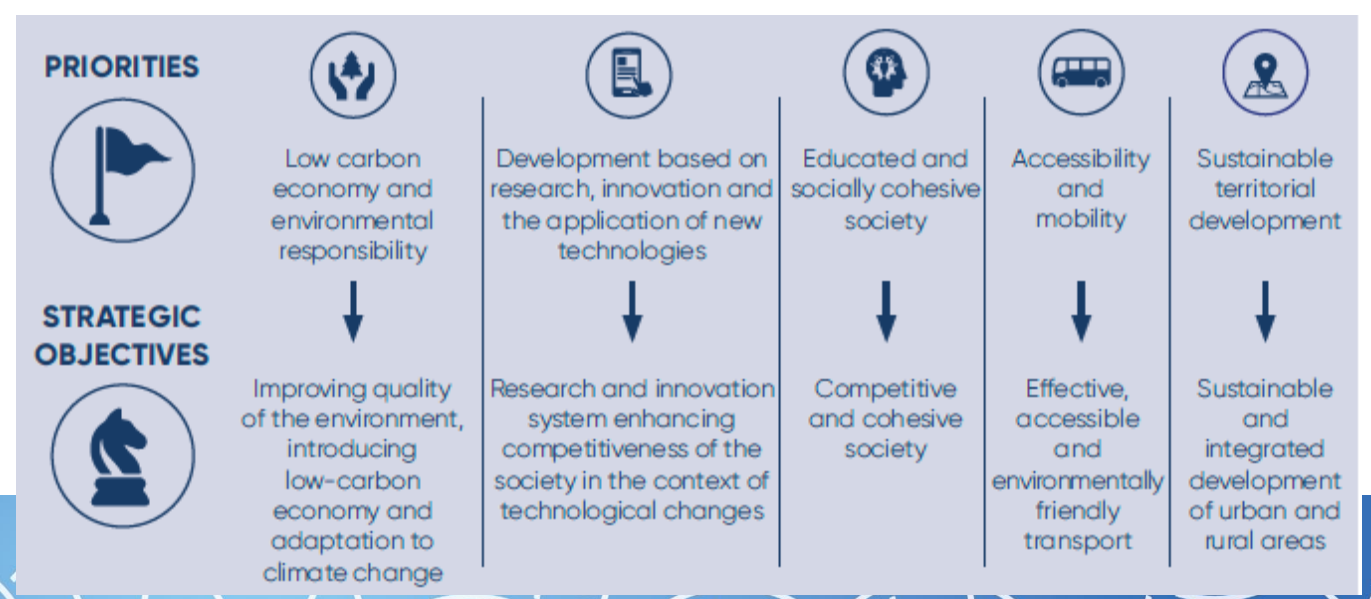 PRIORITIES
Low carbon
economy and
environmental
responsibility
Development based on
research, innovation and
the application of new
technologies
Educated and
socially cohesive
society
Accessibility
and
mobility
Sustainable
territorial
development
STRATEGIC
OBJECTIVES
Improving quality
of the environment,
introducing
low-carbon
economy and
adaptation to
climate change
Research and innovation
system enhancing
competitiveness of the
society in the context of
technological changes
Competitive
and cohesive
society
Effective,
accessible
and
environmentally
friendly
transport
Sustainable
and
integrated
development
of urban and
rural areas